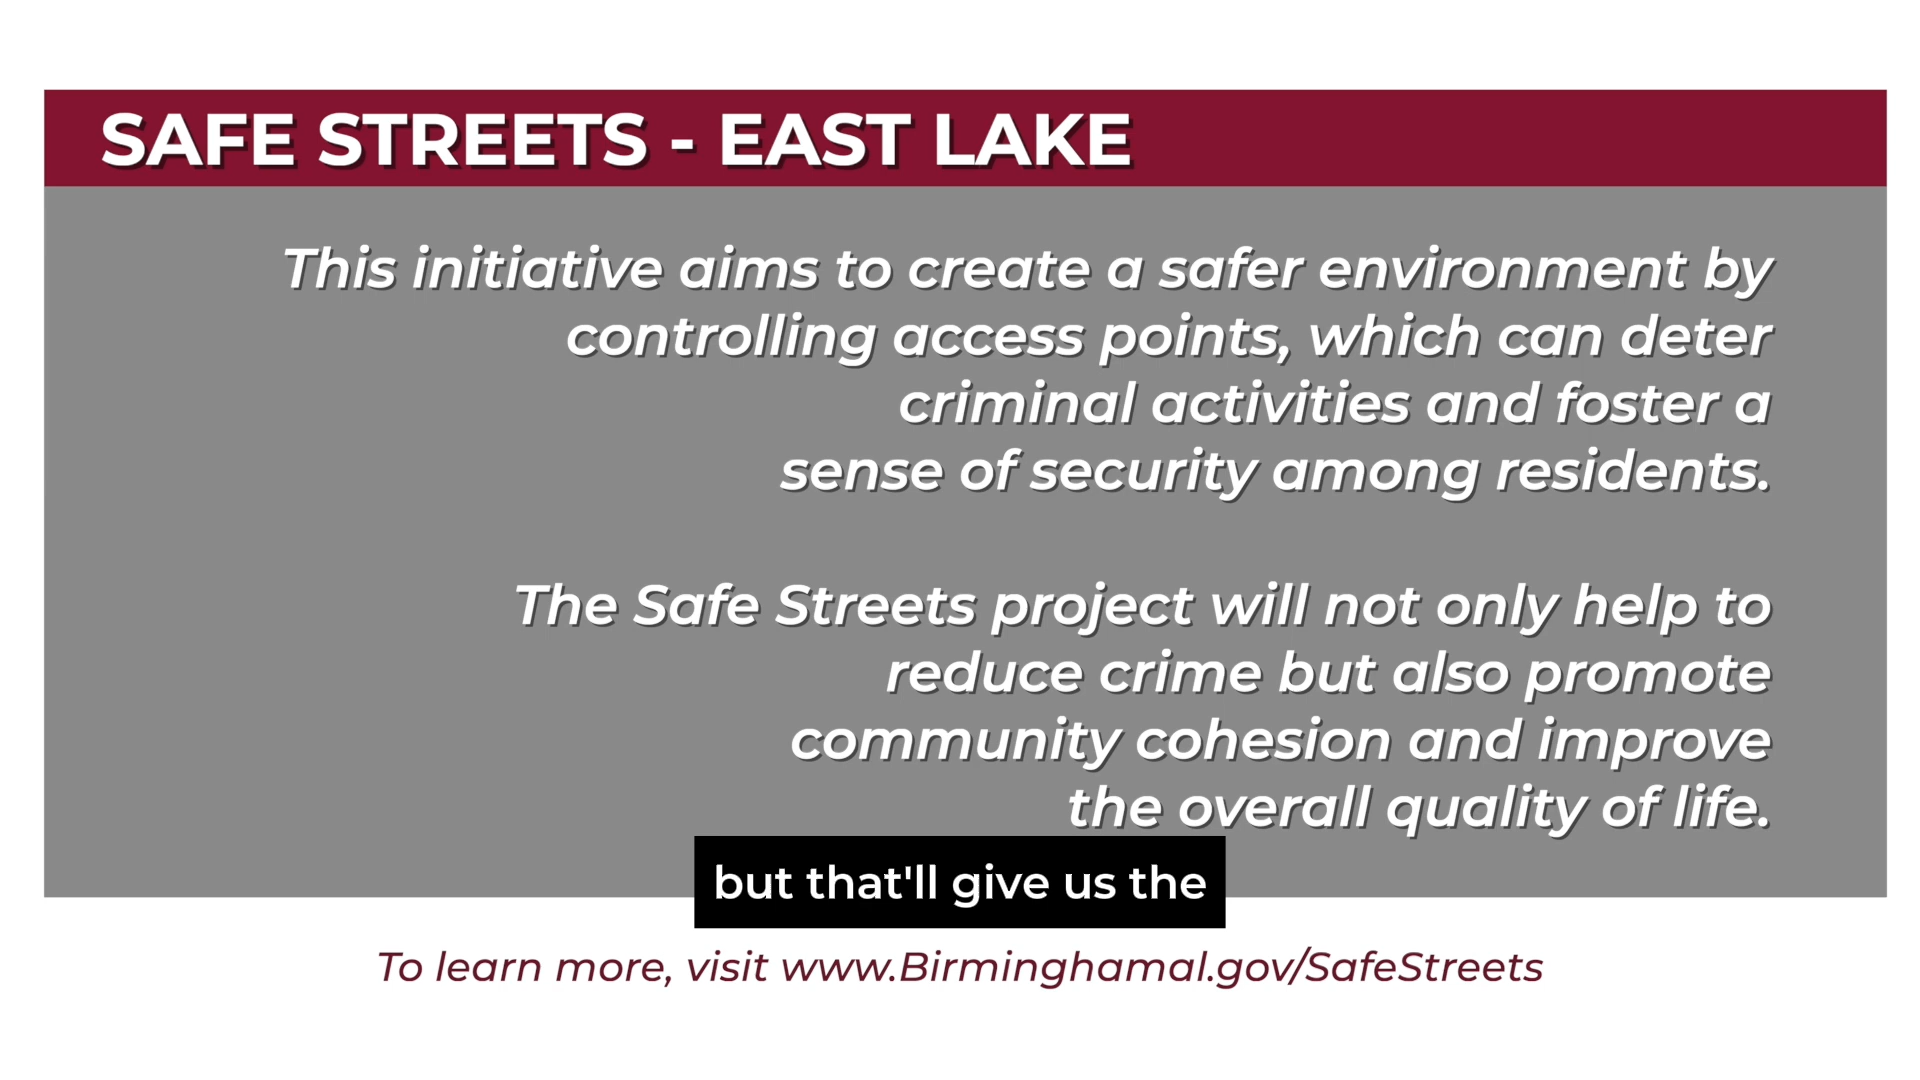 SAFE STREETS - EAST LAKE
This initiative aims to create a safer environment by
controlling access points, which can deter
criminal activities and foster a
sense of security among residents.
The Safe Streets project will not only help to
reduce crime but also promote
community cohesion and improve
the overall quality of life.
but that'll give us the
To learn more, visit www.Birminghamal.gov/SafeStreets